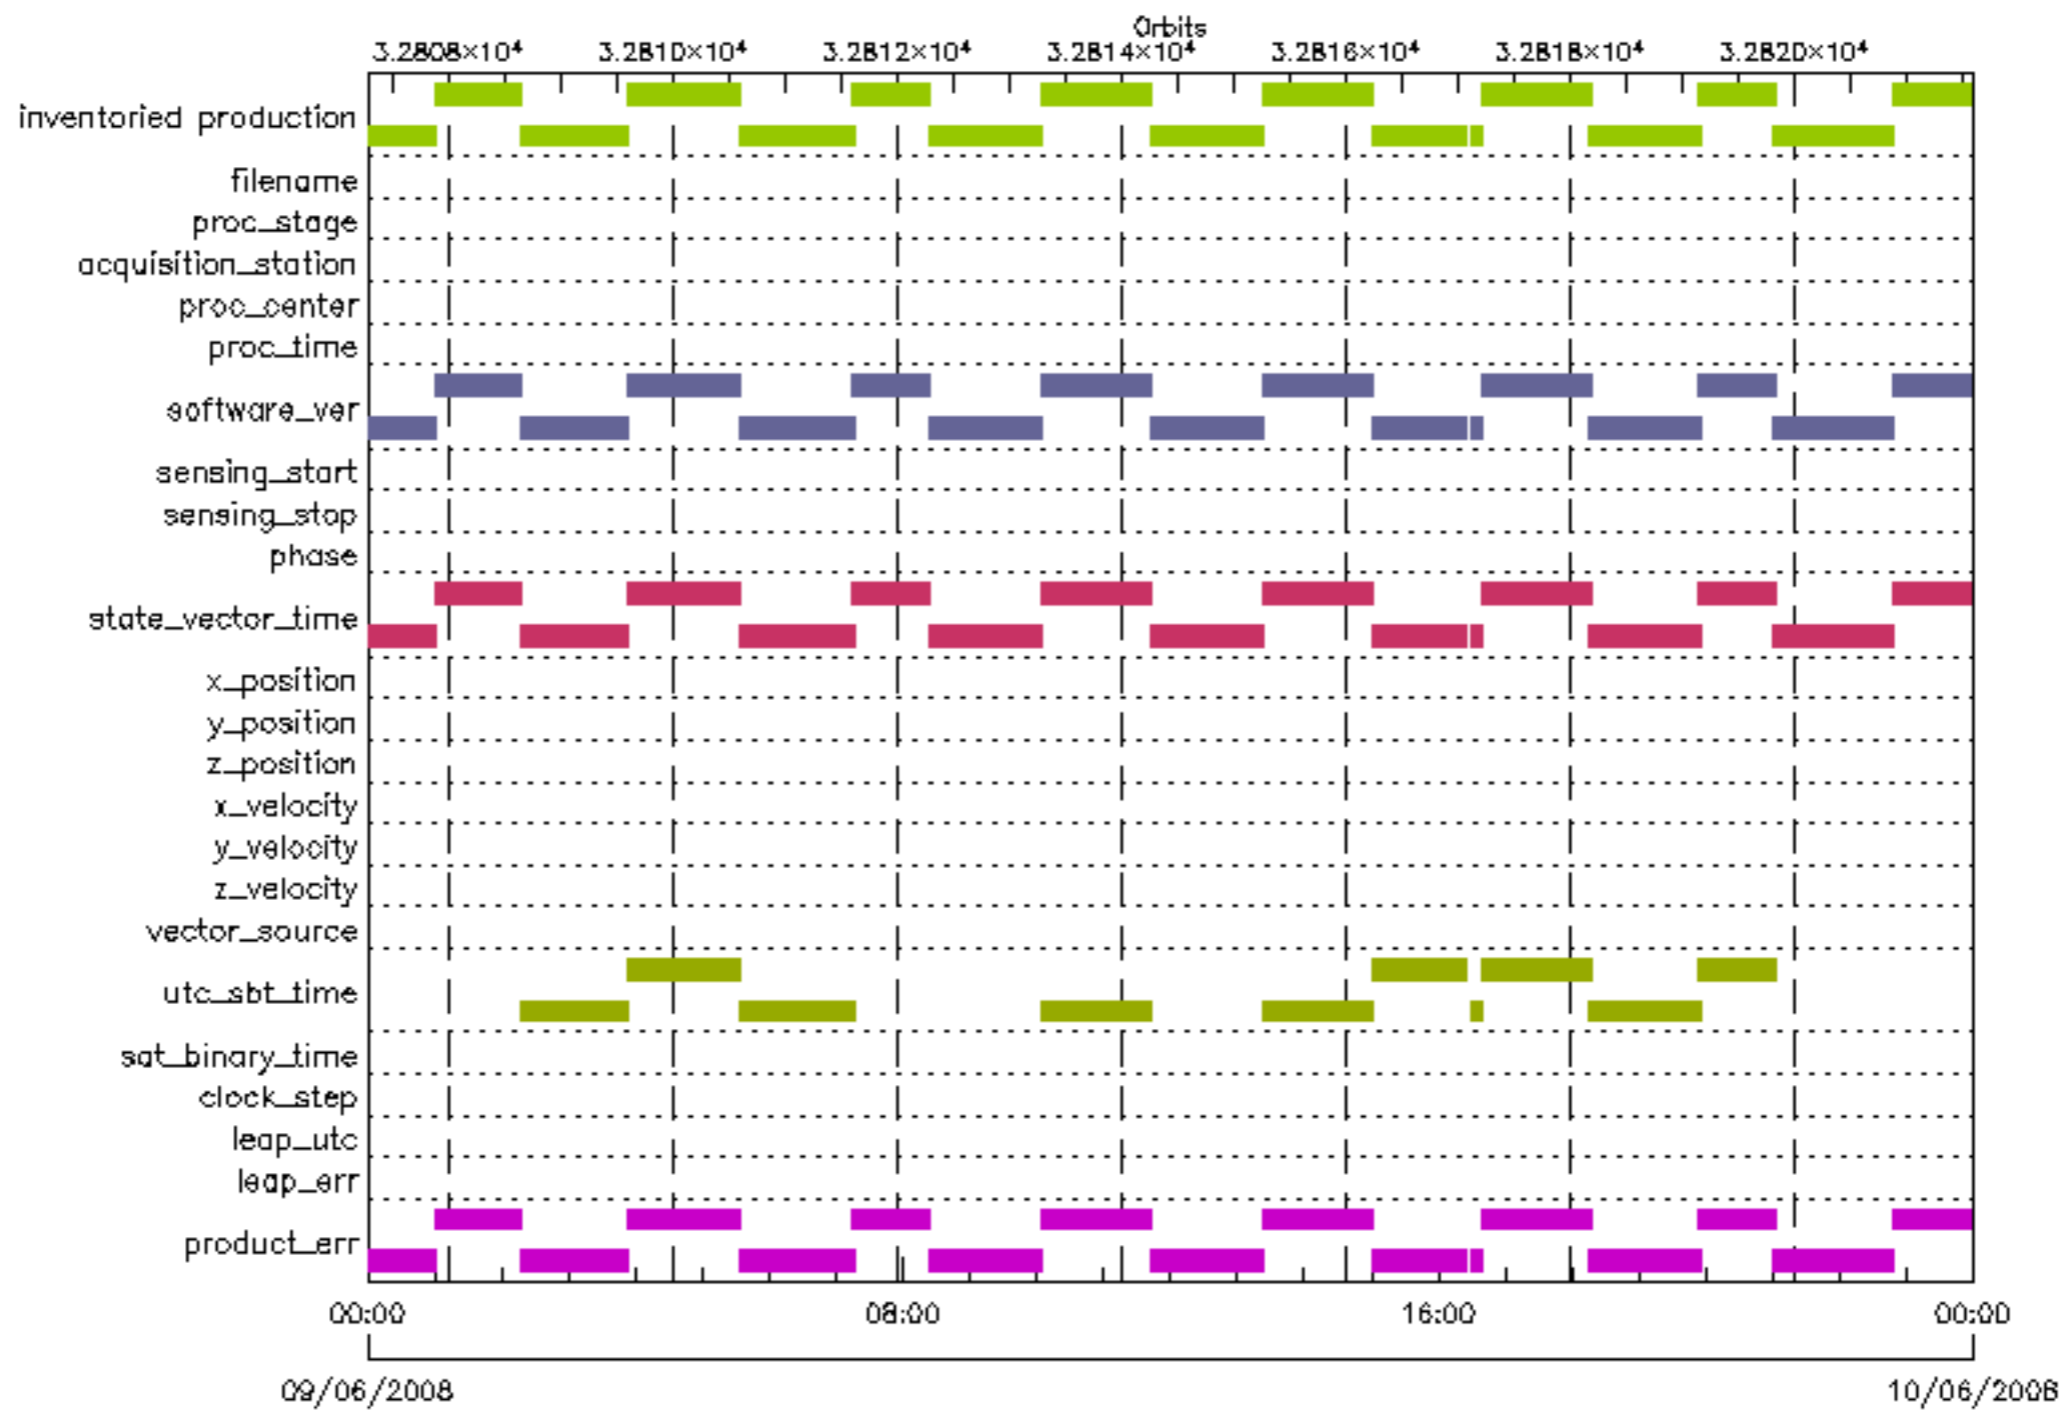 Orbits
3.2808×10⁴ 3.2810×10⁴ 3.2812×10⁴ 3.2814×10⁴ 3.2816×10⁴ 3.2818×10⁴ 3.2820×10⁴
inventoried production
filename
proc_stage
acquisition_station
proc_center
proc_time
software_ver
sensing_start
sensing_stop
phase
state_vector_time
x_position
y_position
z_position
x_velocity
y_velocity
z_velocity
vector_source
utc_sbt_time
sat_binary_time
clock_step
leap_utc
leap_err
product_err
00:00 08:00 16:00 00:00
09/06/2008 10/06/2008